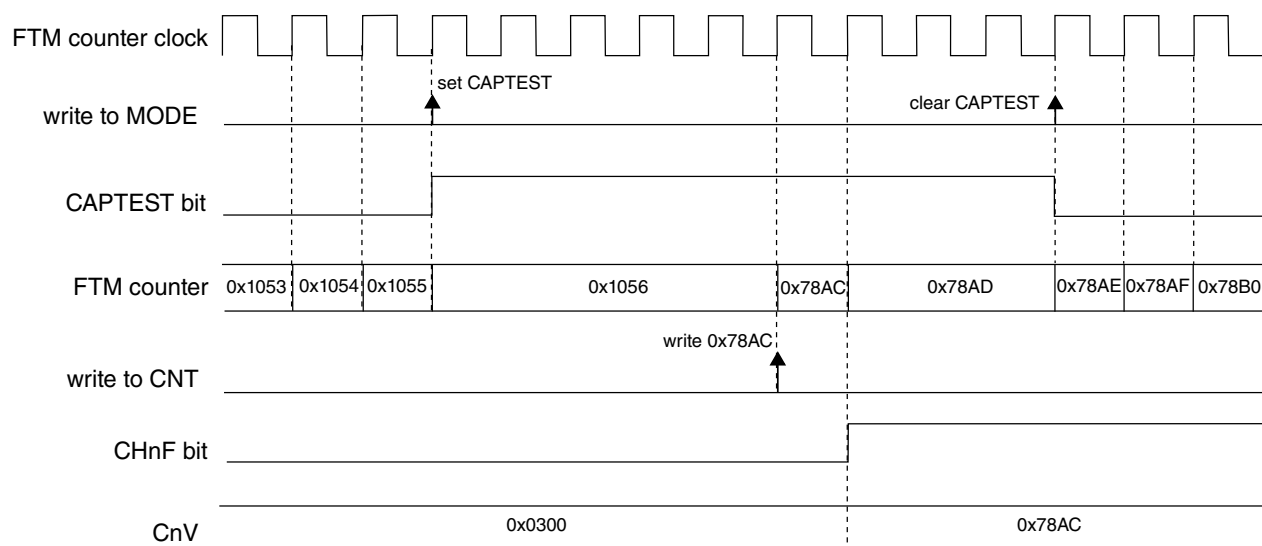 FTM counter clock
set CAPTEST
write to MODE
clear CAPTEST
CAPTEST bit
FTM counter
0x1053 0x1054 0x1055 0x1056 0x78AC 0x78AD 0x78AE 0x78AF 0x78B0
write 0x78AC
write to CNT
CHnF bit
CnV
0x0300 0x78AC